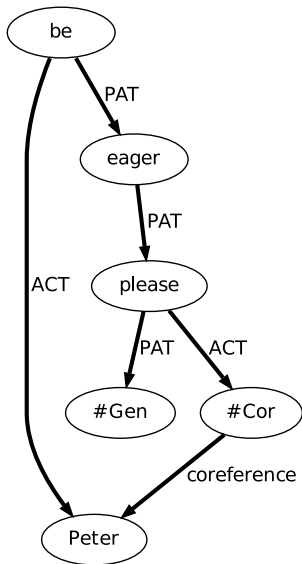 be
PAT
eager
PAT
ACT
please
PAT ACT
#Gen #Cor
coreference
Peter